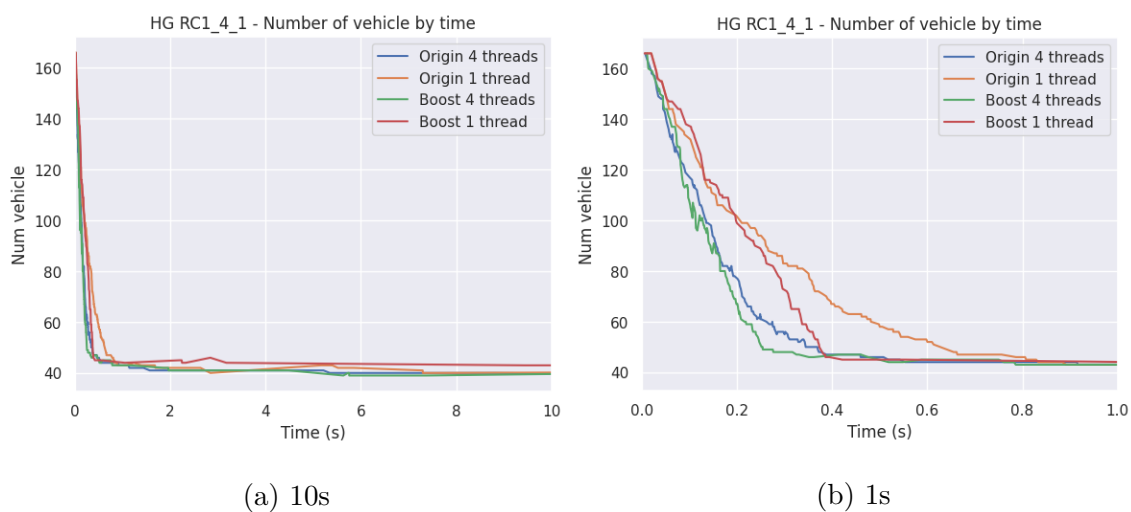 HG RC1_4_1 - Number of vehicle by time
Num vehicle
160
140
120
100
80
60
40
Origin 4 threads
Origin 1 thread
Boost 4 threads
Boost 1 thread
0
2
4
6
8
10
Time (s)
(a) 10s
HG RC1_4_1 - Number of vehicle by time
Num vehicle
160
140
120
100
80
60
40
Origin 4 threads
Origin 1 thread
Boost 4 threads
Boost 1 thread
0.0
0.2
0.4
0.6
0.8
1.0
Time (s)
(b) 1s